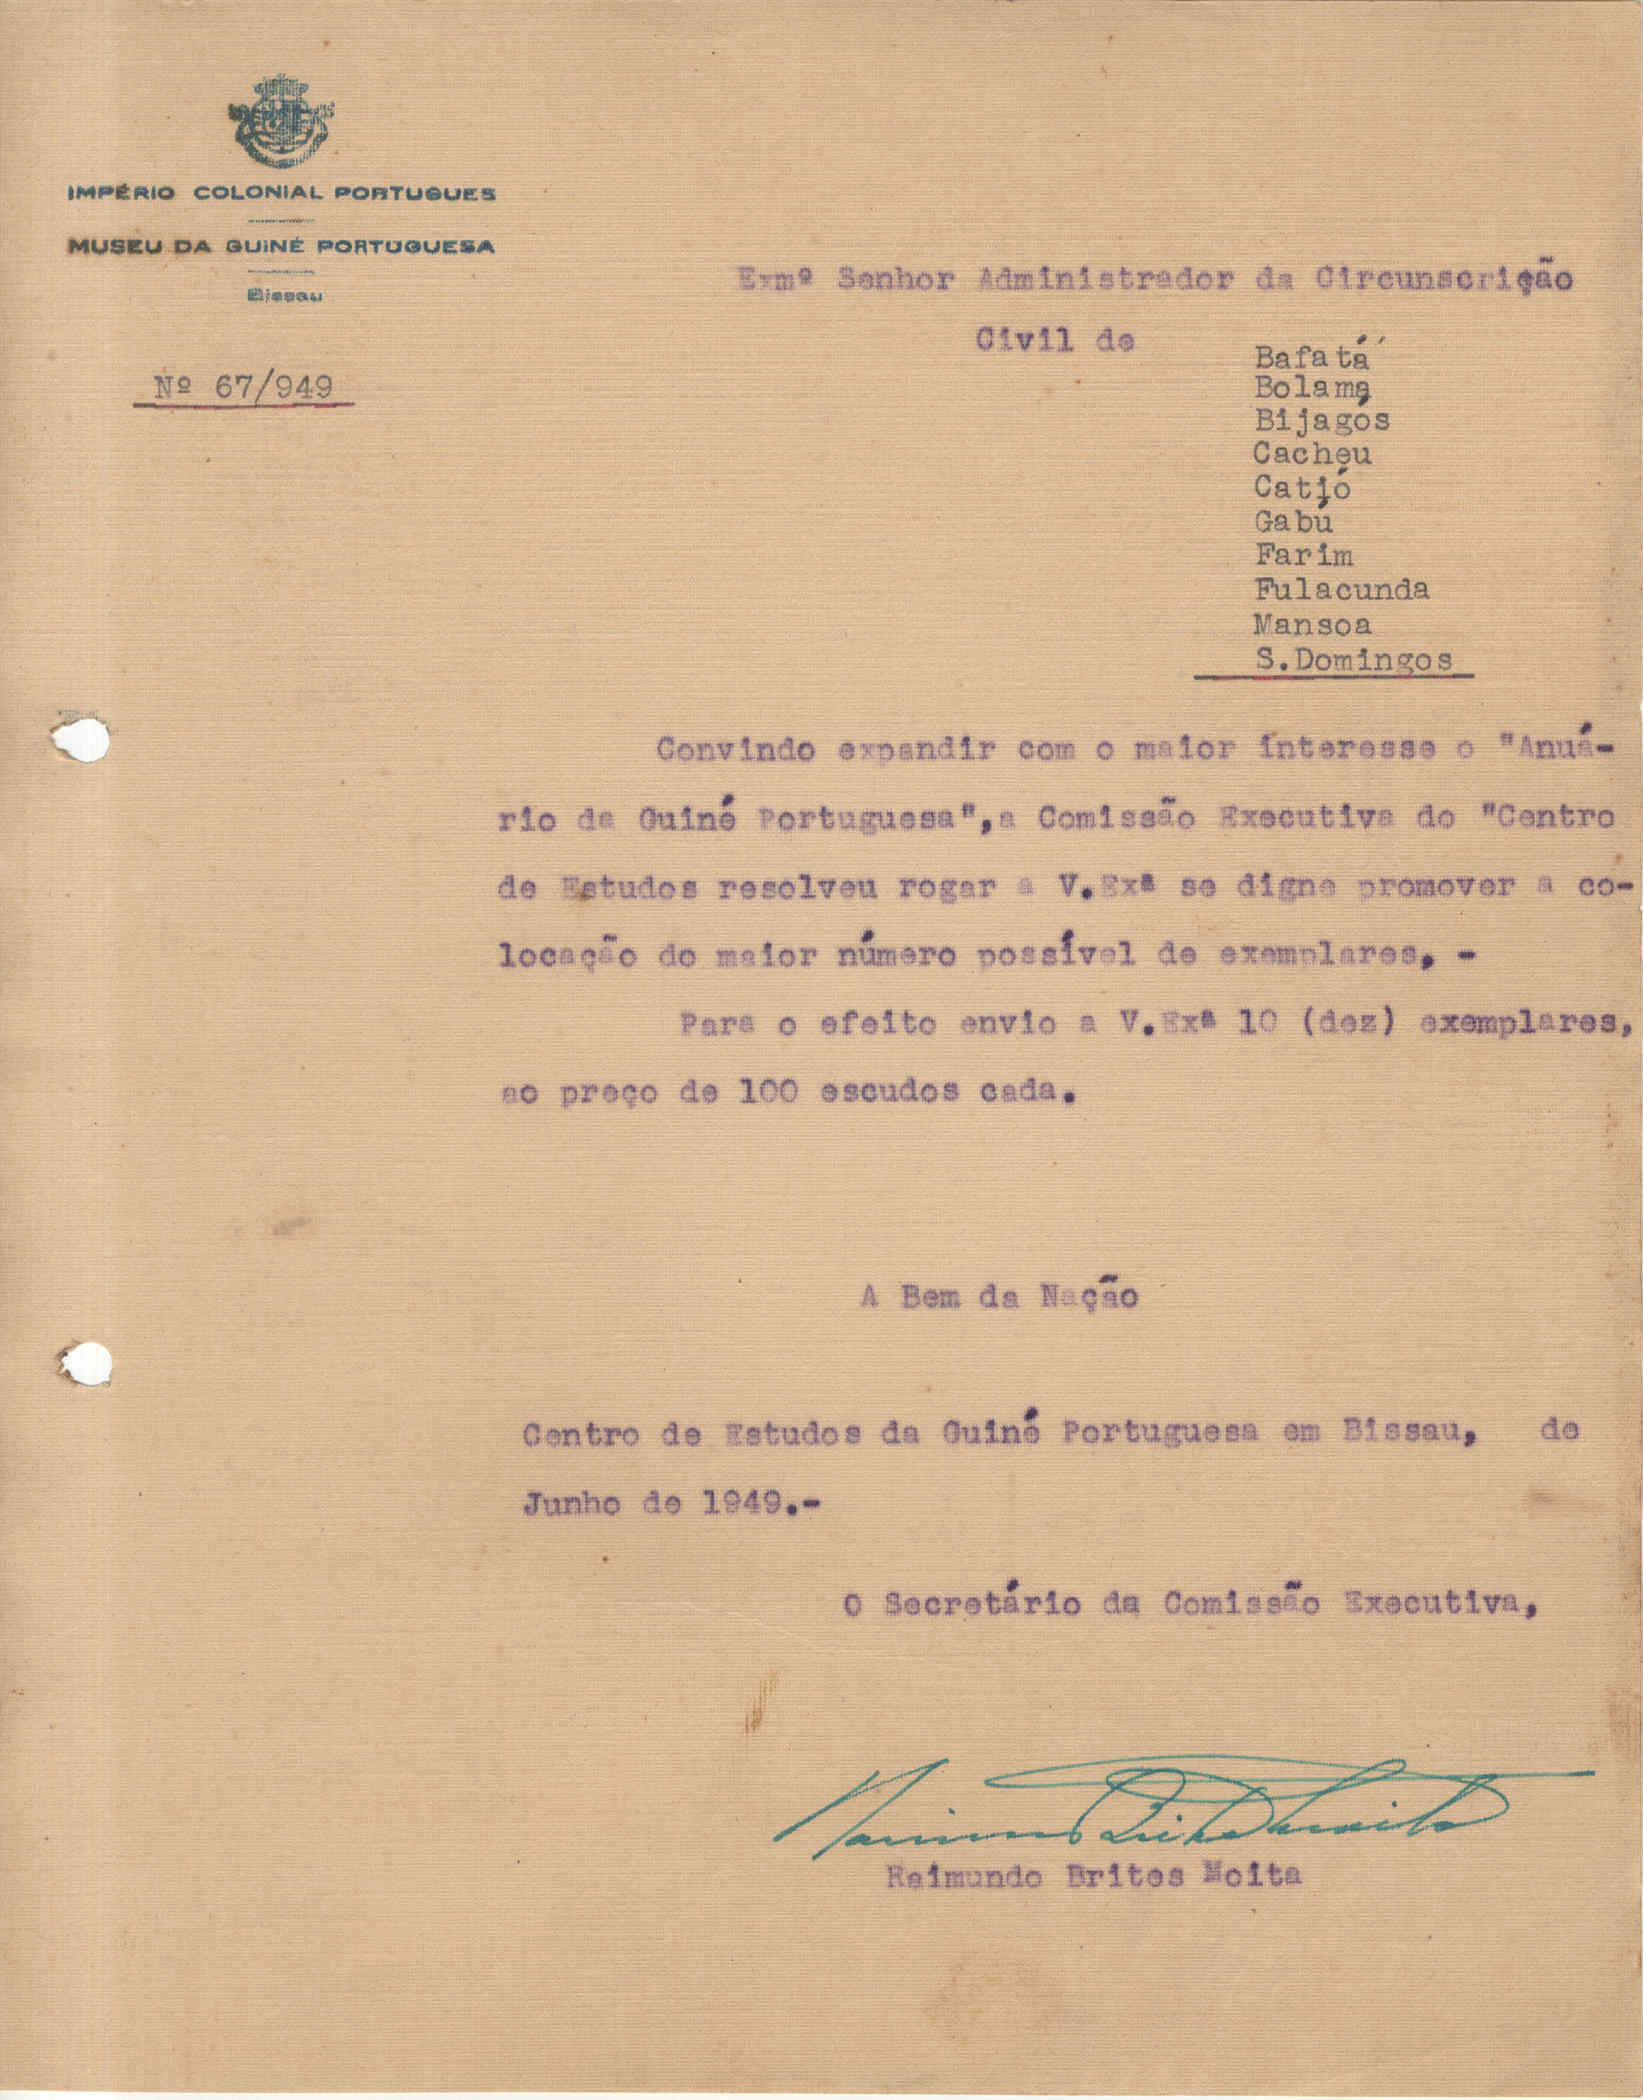 IMPÉRIO COLONIAL PORTUGUES
MUSEU DA GUINÉ PORTUGUESA
Bissau
Nº 67/949
Exmº Senhor Administrador da Circunscrição
Civil de
Bafatá
Bolama
Bijagós
Cacheu
Catió
Gabú
Farim
Fulacunda
Mansoa
S.Domingos
Convindo expandir com o maior interesse o "Anuá-
rio da Guiné Portuguesa",a Comissão Executiva do "Centro
de Estudos resolveu rogar a V.Exª se digne promover a co-
locação do maior número possível de exemplares. -
Para o efeito envio a V.Exª 10 (dez) exemplares,
ao preço de 100 escudos cada.
A Bem da Nação
Centro de Estudos da Guiné Portuguesa em Bissau, de
Junho de 1949.-
O Secretário da Comissão Executiva,
Raimundo Brites Moita
Raimundo Brites Moita